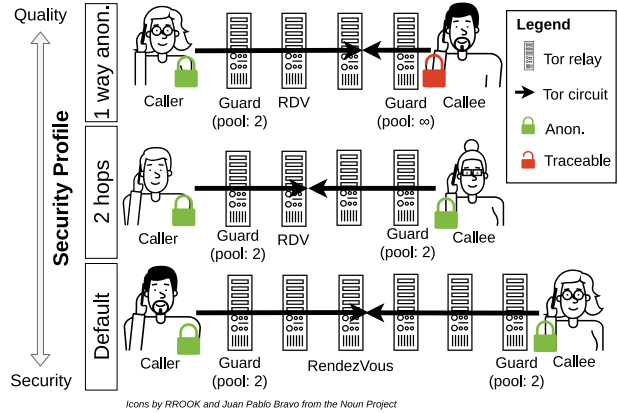 Quality
Security Profile
Security
1 way anon.
Caller
Guard
(pool: 2)
RDV
Guard
(pool: ∞)
Callee
2 hops
Caller
Guard
(pool: 2)
RDV
Guard
(pool: 2)
Callee
Default
Caller
Guard
(pool: 2)
RendezVous
Guard
(pool: 2)
Callee
Legend
Tor relay
Tor circuit
Anon.
Traceable
Icons by RROOK and Juan Pablo Bravo from the Noun Project